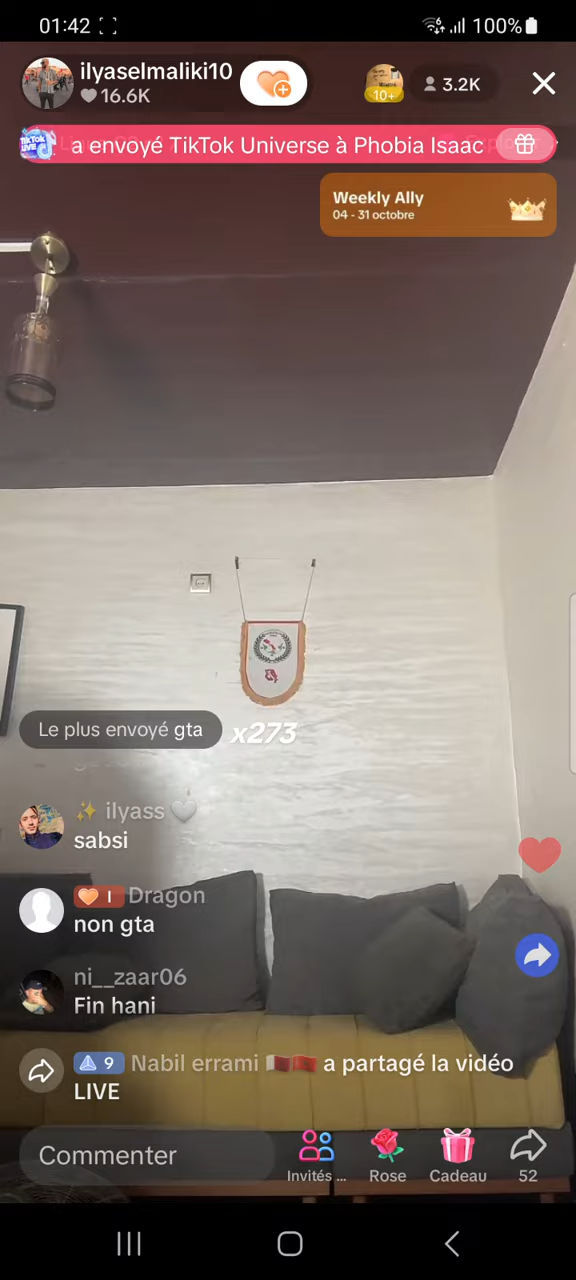 01:42
100%
ilyaselmaliki10
16.6K
10+
3.2K
a envoyé TikTok Universe à Phobia Isaac
Weekly Ally
04 - 31 octobre
Le plus envoyé gta
x273
✨ ilyass 🤍
sabsi
I Dragon
non gta
ni__zaar06
Fin hani
9 Nabil errami 🇲🇦🇲🇦 a partagé la vidéo
LIVE
Commenter
Invités ...
Rose
Cadeau
52